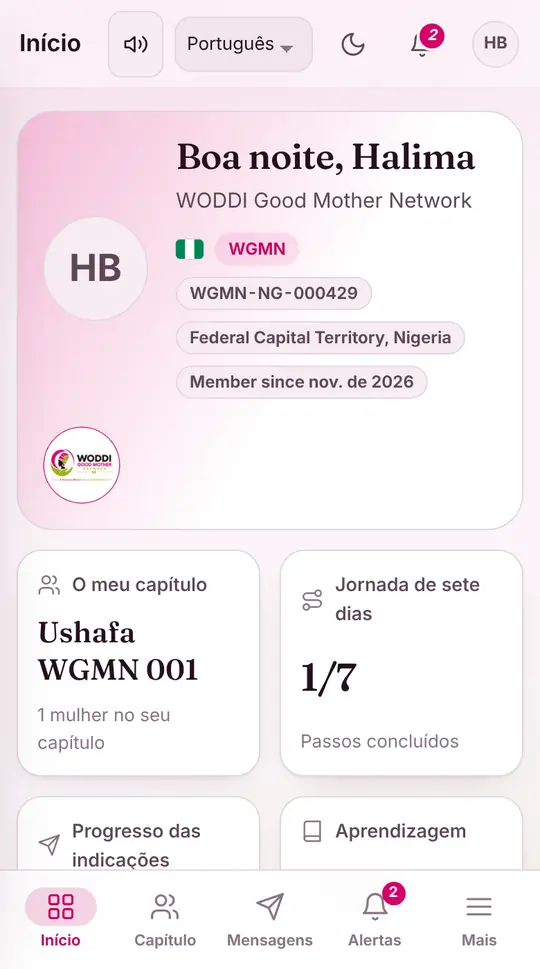 Início
Português
2
HB
Boa noite, Halima
WODDI Good Mother Network
WGMN
HB
WGMN-NG-000429
Federal Capital Territory, Nigeria
Member since nov. de 2026
WODDI
GOOD MOTHER
NETWORK
O meu capítulo
Ushafa
WGMN 001
1 mulher no seu
capítulo
Jornada de sete
dias
1/7
Passos concluídos
Progresso das
indicações
Aprendizagem
2
Início
Capítulo
Mensagens
Alertas
Mais